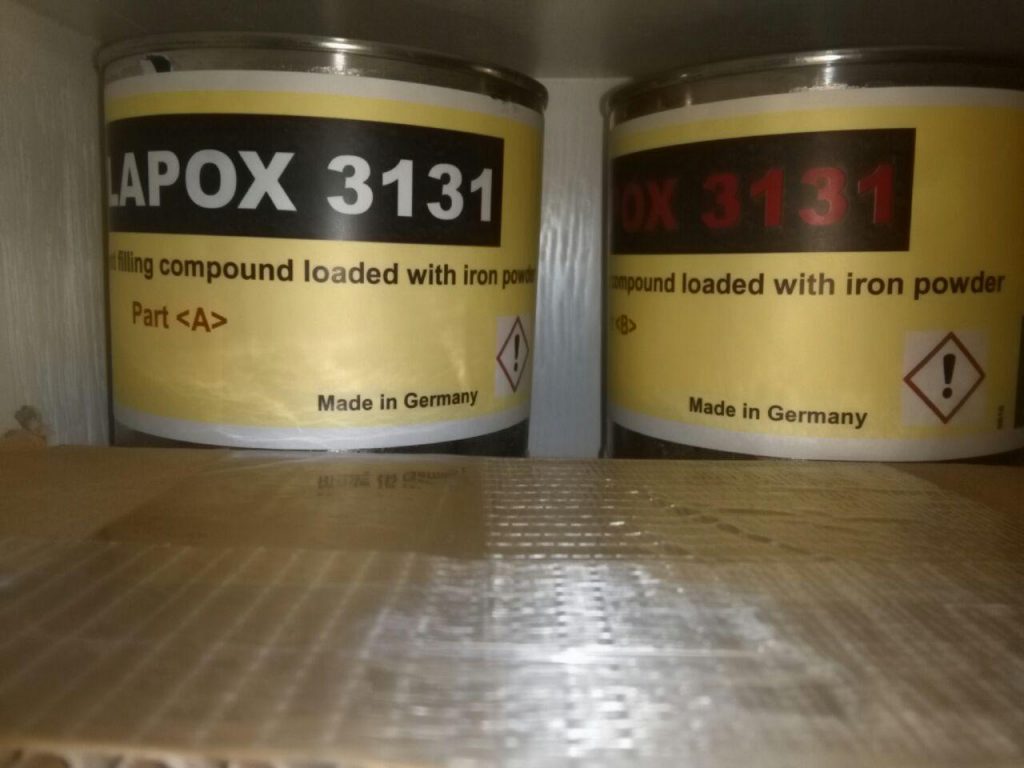 LAPOX 3131
filling compound loaded with iron powder
Part <A>
Made in Germany
OX 3131
compound loaded with iron powder
<B>
Made in Germany